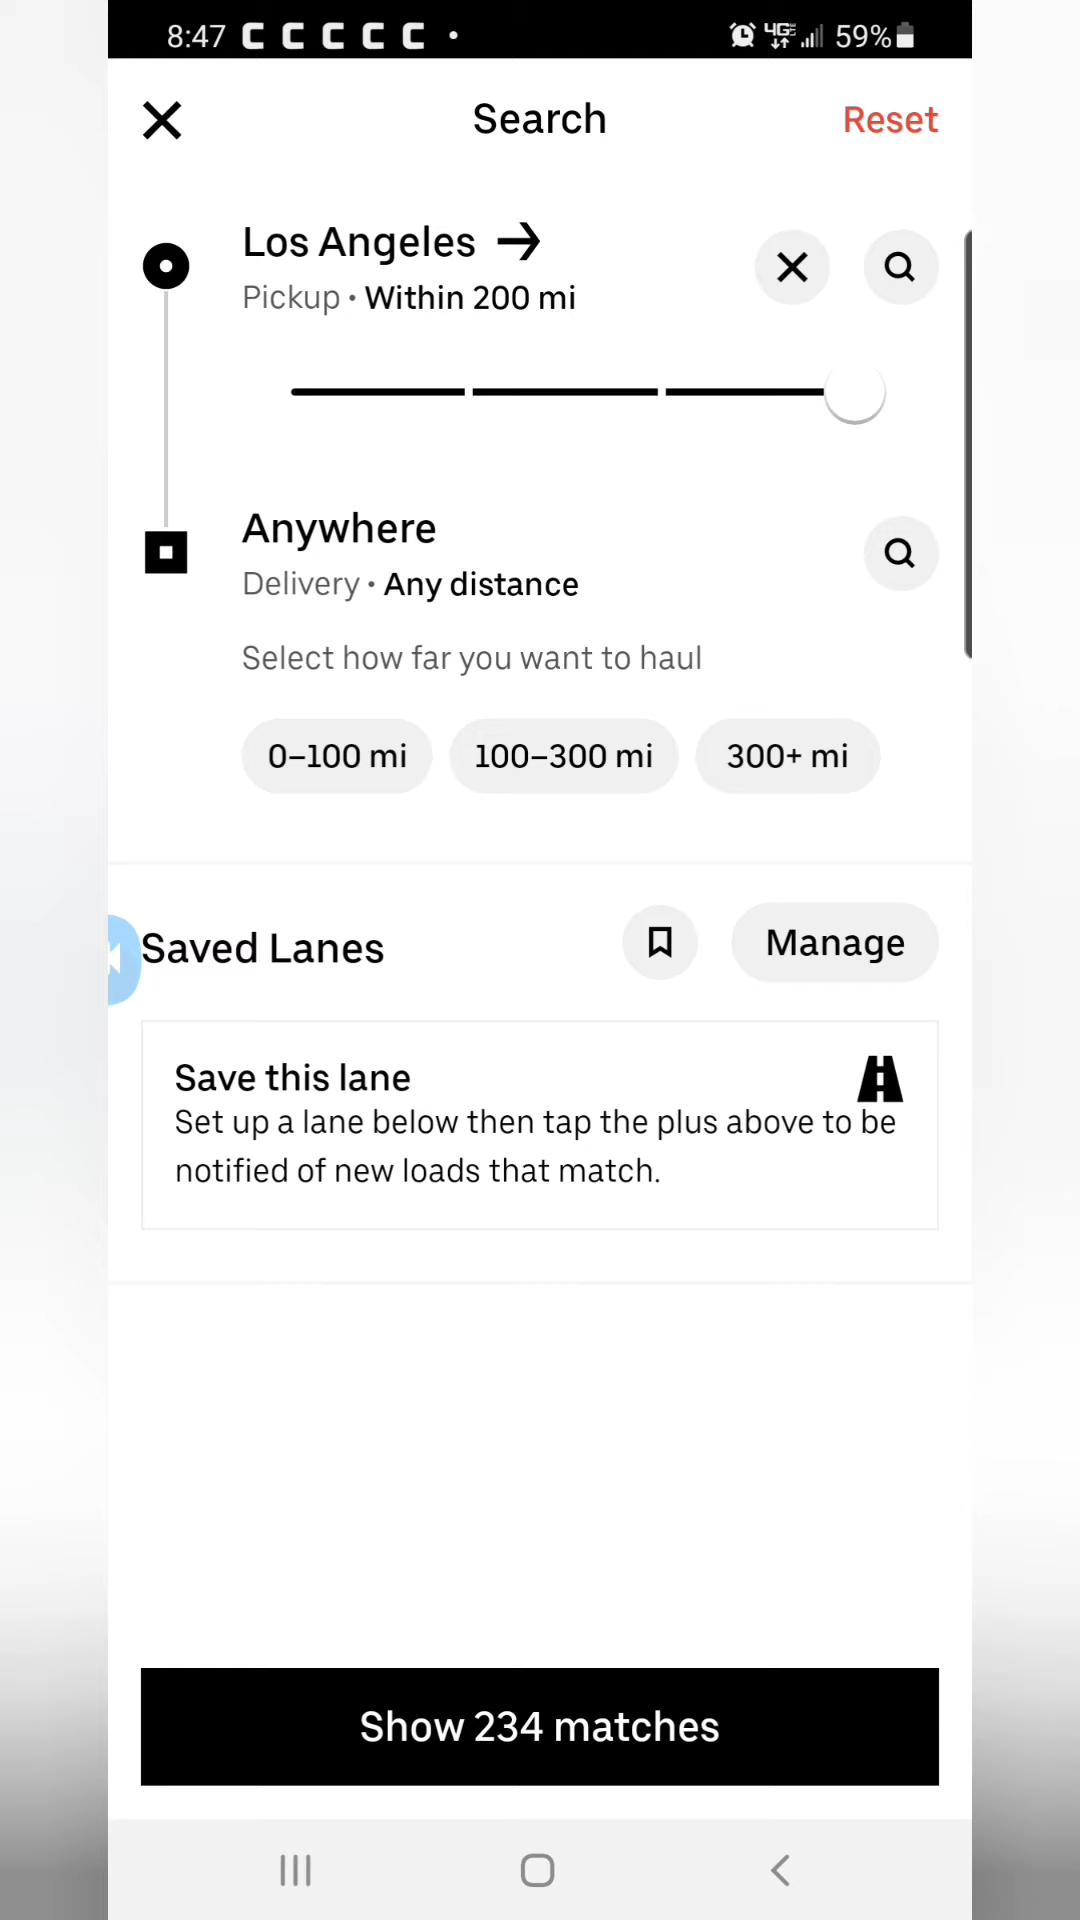 8:47 C C C C C • 4G LTE 59%
Search
Reset
Los Angeles →
Pickup • Within 200 mi
Anywhere
Delivery • Any distance
Select how far you want to haul
0–100 mi
100–300 mi
300+ mi
Saved Lanes
Manage
Save this lane
Set up a lane below then tap the plus above to be
notified of new loads that match.
Show 234 matches